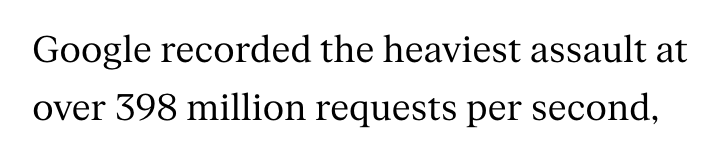 Google recorded the heaviest assault at
over 398 million requests per second,